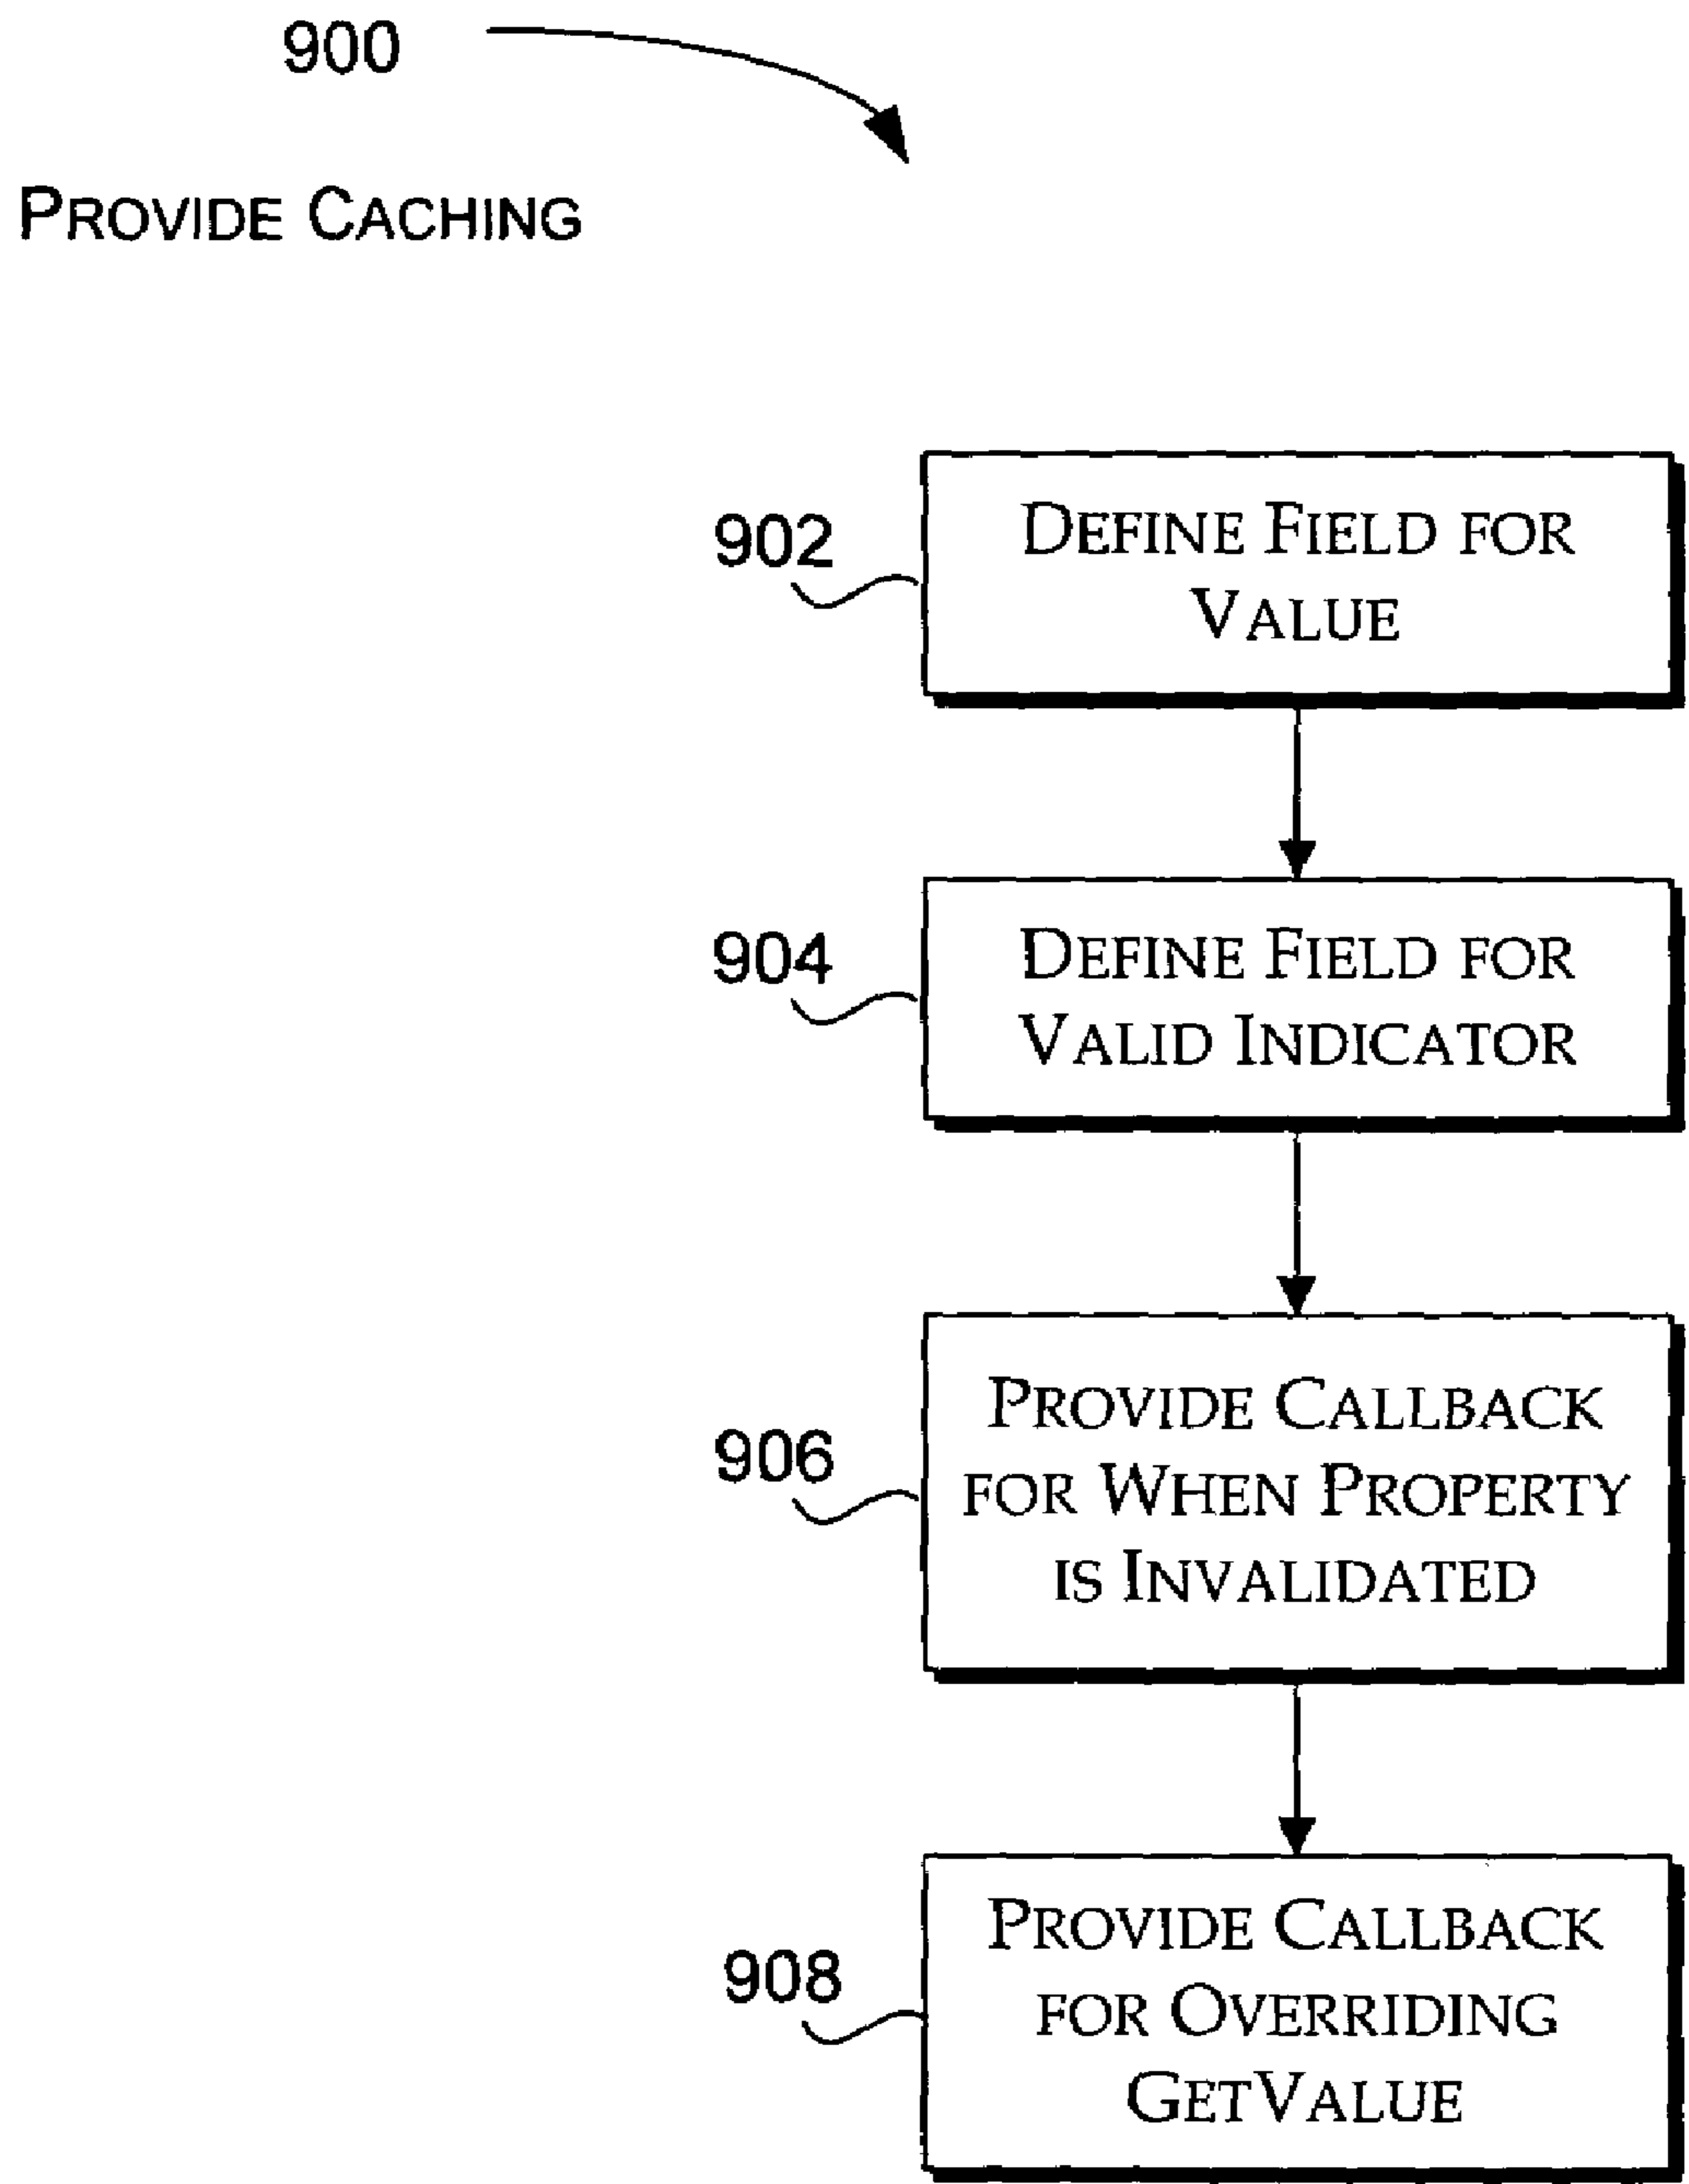 900
PROVIDE CACHING
902
DEFINE FIELD FOR
VALUE
904
DEFINE FIELD FOR
VALID INDICATOR
906
PROVIDE CALLBACK
FOR WHEN PROPERTY
IS INVALIDATED
908
PROVIDE CALLBACK
FOR OVERRIDING
GETVALUE